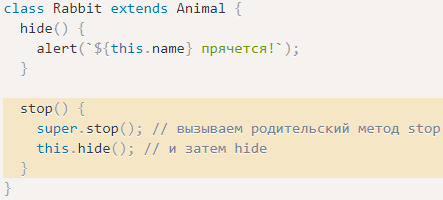 class Rabbit extends Animal {
  hide() {
    alert(`${this.name} прячется!`);
  }

  stop() {
    super.stop(); // вызываем родительский метод stop
    this.hide(); // и затем hide
  }
}